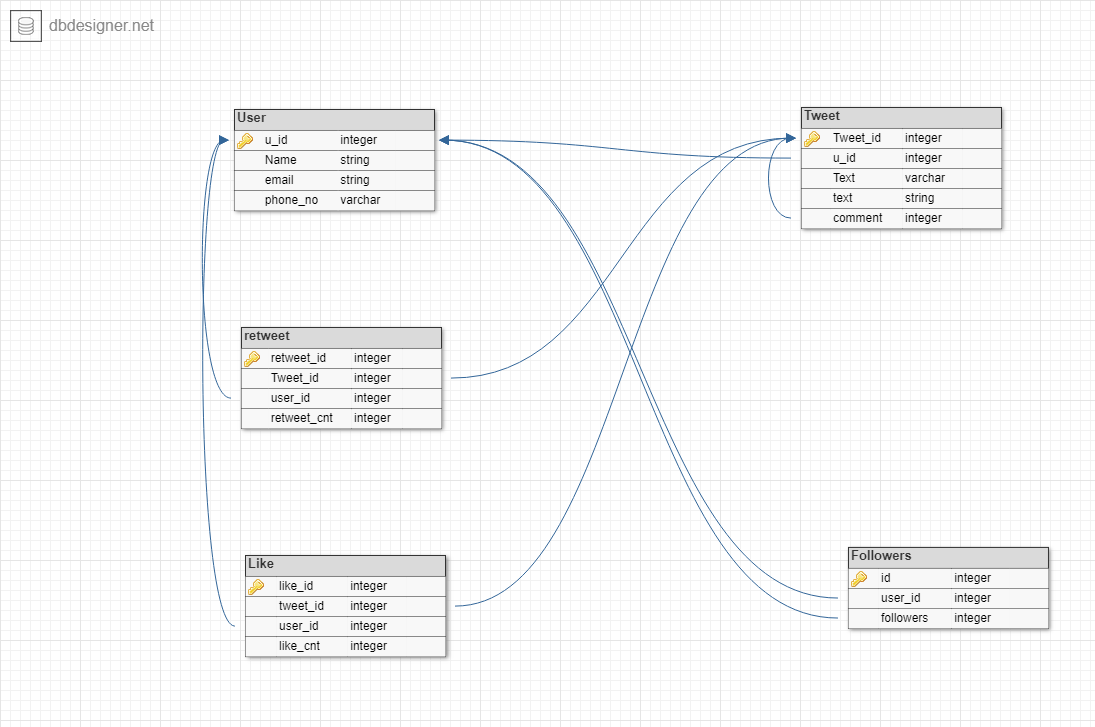 dbdesigner.net
User
u_id integer
Name string
email string
phone_no varchar
Tweet
Tweet_id integer
u_id integer
Text varchar
text string
comment integer
retweet
retweet_id integer
Tweet_id integer
user_id integer
retweet_cnt integer
Like
like_id integer
tweet_id integer
user_id integer
like_cnt integer
Followers
id integer
user_id integer
followers integer